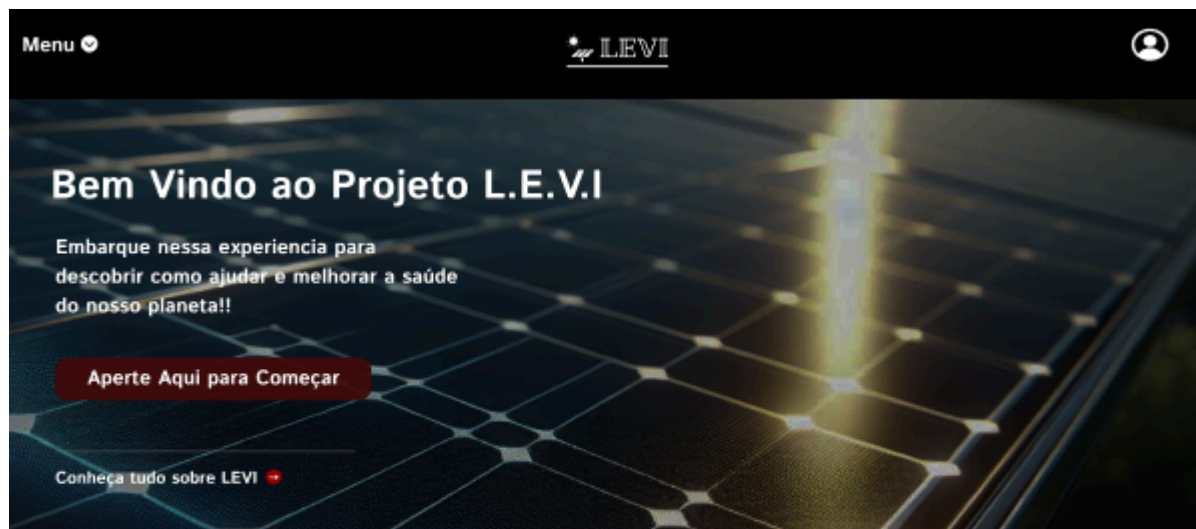 Menu
LEVI
Bem Vindo ao Projeto L.E.V.I
Embarque nessa experiencia para
descobrir como ajudar e melhorar a saúde
do nosso planeta!!
Aperte Aqui para Começar
Conheça tudo sobre LEVI